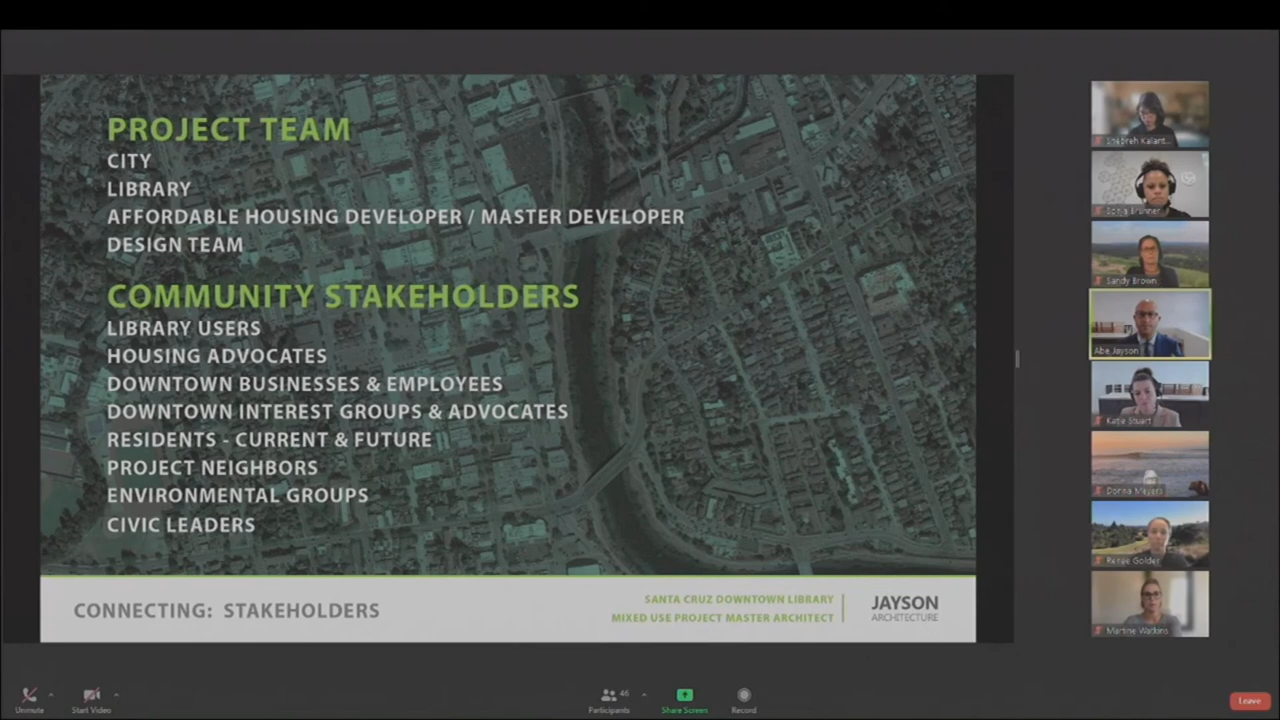 PROJECT TEAM
CITY
LIBRARY
AFFORDABLE HOUSING DEVELOPER / MASTER DEVELOPER
DESIGN TEAM
COMMUNITY STAKEHOLDERS
LIBRARY USERS
HOUSING ADVOCATES
DOWNTOWN BUSINESSES & EMPLOYEES
DOWNTOWN INTEREST GROUPS & ADVOCATES
RESIDENTS - CURRENT & FUTURE
PROJECT NEIGHBORS
ENVIRONMENTAL GROUPS
CIVIC LEADERS
CONNECTING: STAKEHOLDERS
SANTA CRUZ DOWNTOWN LIBRARY
MIXED USE PROJECT MASTER ARCHITECT
JAYSON
ARCHITECTURE
Sonja Brunner
Sandy Brown
Abe Jayson
Katie Stuart
Donna Meyers
Renee Golder
Martine Watkins
Unmute
Start Video
46
Participants
Share Screen
Record
Leave